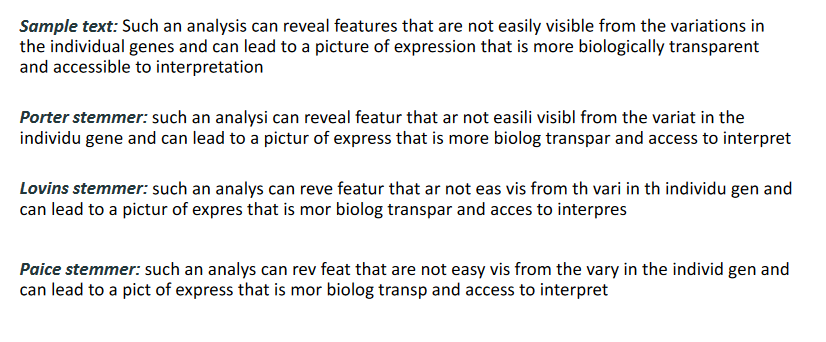 Sample text: Such an analysis can reveal features that are not easily visible from the variations in
the individual genes and can lead to a picture of expression that is more biologically transparent
and accessible to interpretation
Porter stemmer: such an analysi can reveal featur that ar not easili visibl from the variat in the
individu gene and can lead to a pictur of express that is more biolog transpar and access to interpret
Lovins stemmer: such an analys can reve featur that ar not eas vis from th vari in th individu gen and
can lead to a pictur of expres that is mor biolog transpar and acces to interpres
Paice stemmer: such an analys can rev feat that are not easy vis from the vary in the individ gen and
can lead to a pict of express that is mor biolog transp and access to interpret